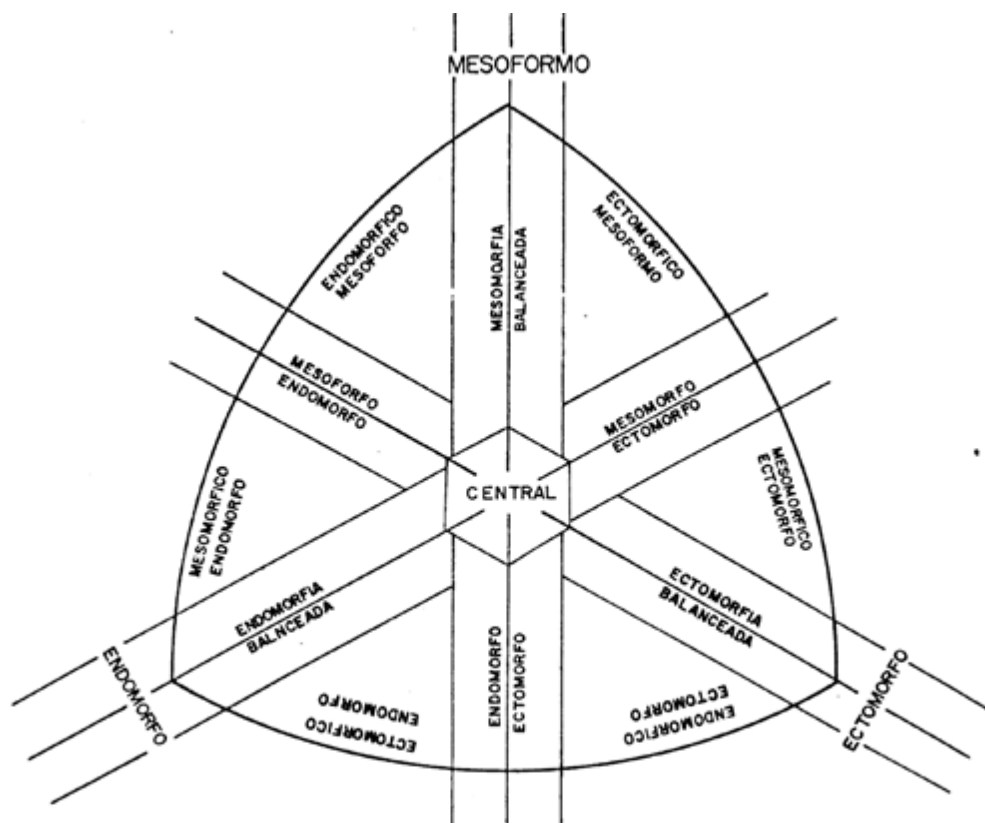 MESOFORMO
ENDOMORFICO
MESOFORFO
ECTOMORFICO
MESOFORMO
MESOMORFIA
BALANCEADA
MESOFORFO
ENDOMORFO
MESOMORFO
ECTOMORFO
MESOMORFICO
ENDOMORFO
CENTRAL
MESOMORFICO
ECTOMORFO
ENDOMORFIA
BALNCEADA
ECTOMORFIA
BALANCEADA
ENDOMORFO
ECTOMORFO
ENDOMORFO
ECTOMORFICO
ENDOMORFO
ECTOMORFO
ECTOMORFO
ENDOMORFICO